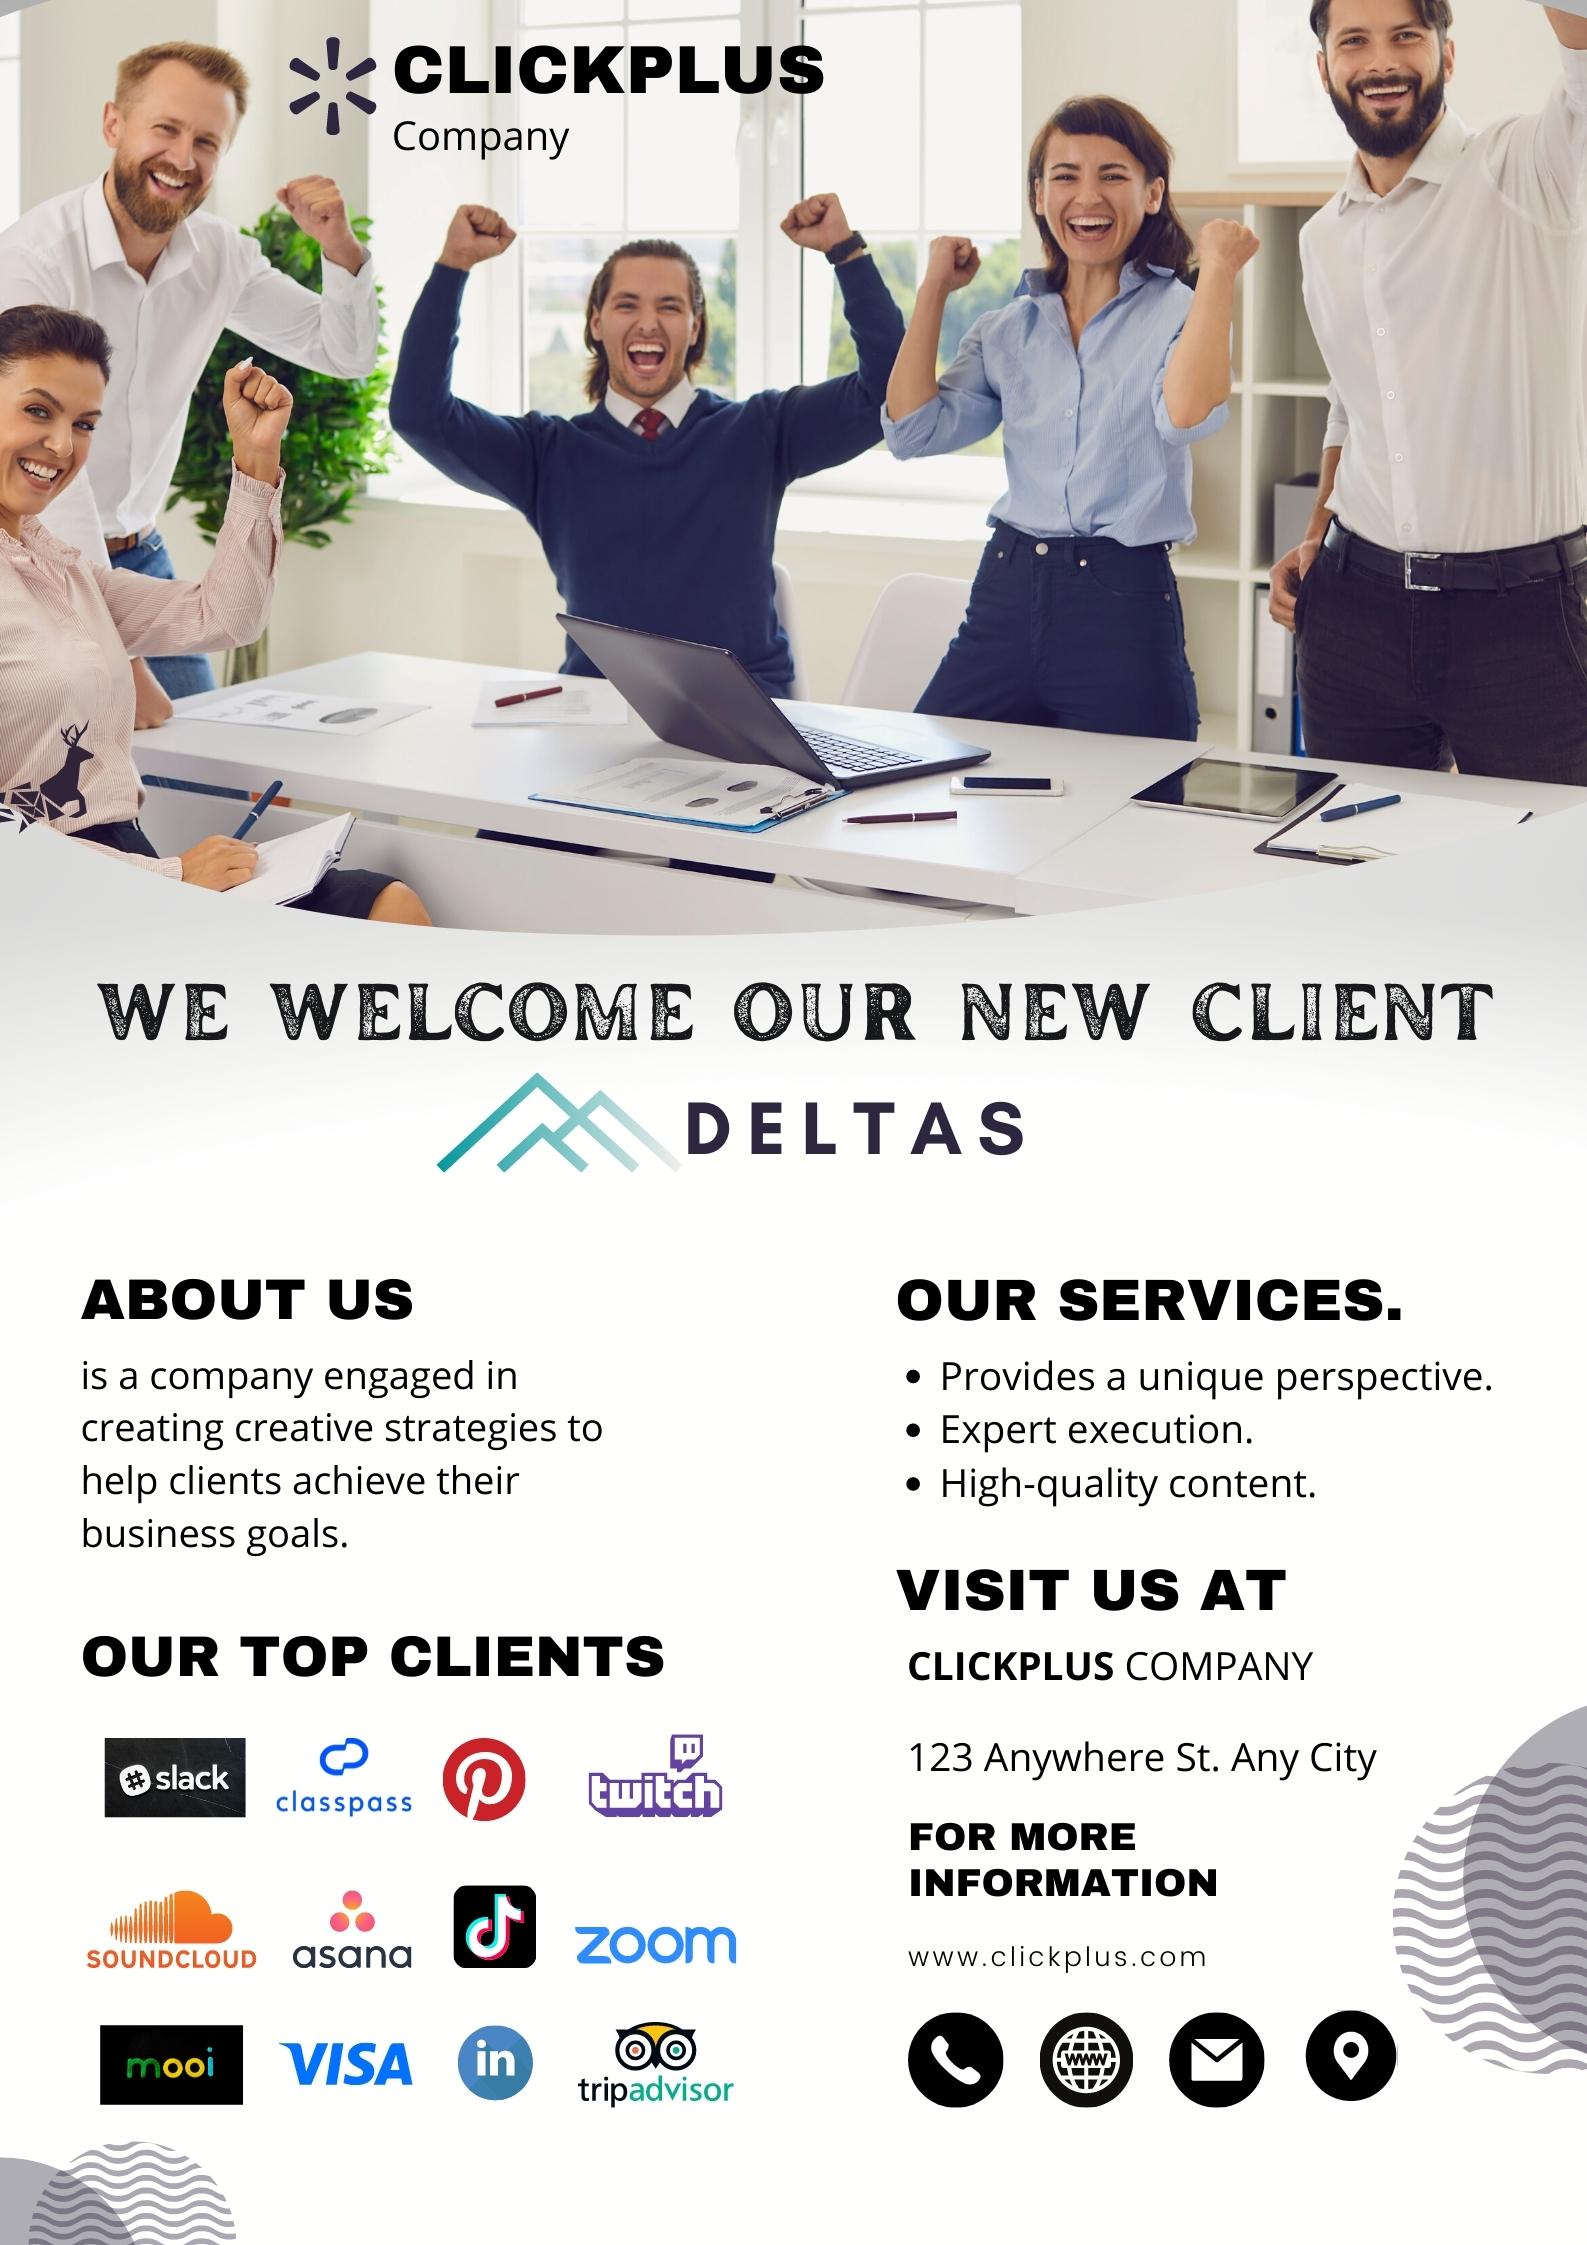 CLICKPLUS
Company
WE WELCOME OUR NEW CLIENT
DELTAS
ABOUT US
is a company engaged in
creating creative strategies to
help clients achieve their
business goals.
OUR TOP CLIENTS
slack
classpass
twitch
SOUNDCLOUD
asana
zoom
mooi
VISA
in
tripadvisor
OUR SERVICES.
• Provides a unique perspective.
• Expert execution.
• High-quality content.
VISIT US AT
CLICKPLUS COMPANY
123 Anywhere St. Any City
FOR MORE
INFORMATION
www.clickplus.com
www